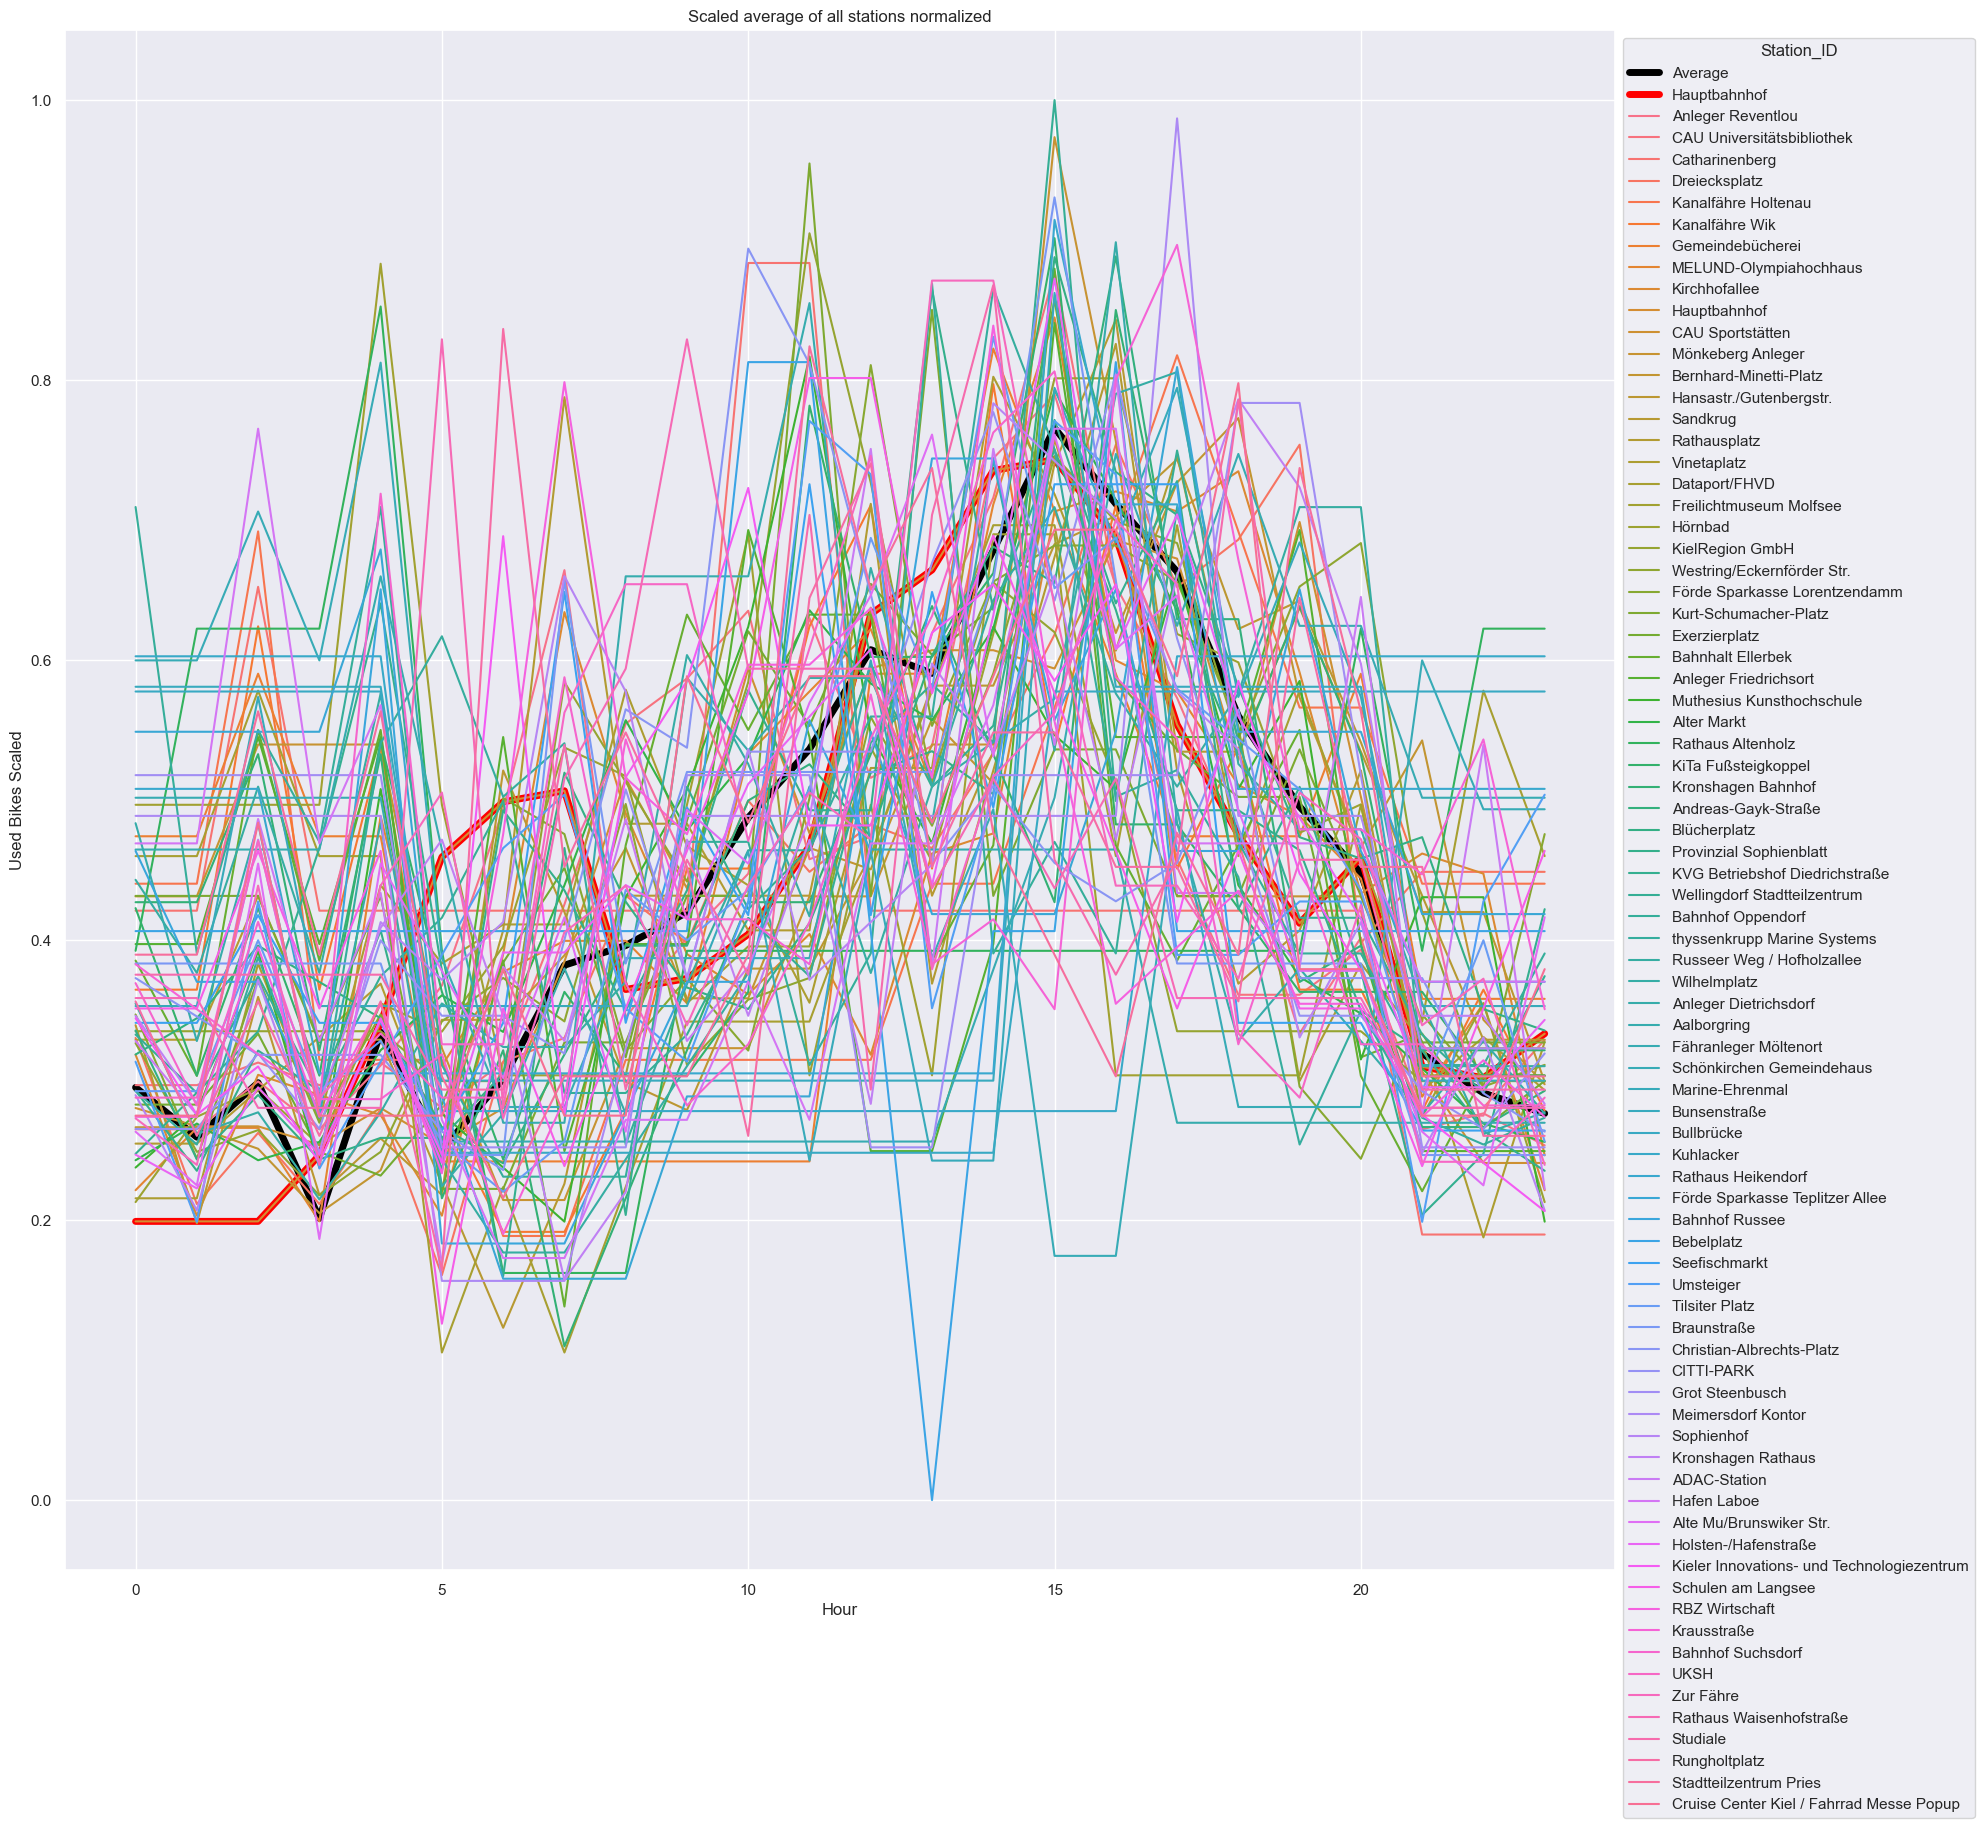 Scaled average of all stations normalized
Used Bikes Scaled
1.0
0.8
0.6
0.4
0.2
0.0
0
5
10
15
20
Hour
Station_ID
Average
Hauptbahnhof
Anleger Reventlou
CAU Universitätsbibliothek
Catharinenberg
Dreiecksplatz
Kanalfähre Holtenau
Kanalfähre Wik
Gemeindebücherei
MELUND-Olympiahochhaus
Kirchhofallee
Hauptbahnhof
CAU Sportstätten
Mönkeberg Anleger
Bernhard-Minetti-Platz
Hansastr./Gutenbergstr.
Sandkrug
Rathausplatz
Vinetaplatz
Dataport/FHVD
Freilichtmuseum Molfsee
Hörnbad
KielRegion GmbH
Westring/Eckernförder Str.
Förde Sparkasse Lorentzendamm
Kurt-Schumacher-Platz
Exerzierplatz
Bahnhalt Ellerbek
Anleger Friedrichsort
Muthesius Kunsthochschule
Alter Markt
Rathaus Altenholz
KiTa Fußsteigkoppel
Kronshagen Bahnhof
Andreas-Gayk-Straße
Blücherplatz
Provinzial Sophienblatt
KVG Betriebshof Diedrichstraße
Wellingdorf Stadtteilzentrum
Bahnhof Oppendorf
thyssenkrupp Marine Systems
Russeer Weg / Hofholzallee
Wilhelmplatz
Anleger Dietrichsdorf
Aalborgring
Fähranleger Möltenort
Schönkirchen Gemeindehaus
Marine-Ehrenmal
Bunsenstraße
Bullbrücke
Kuhlacker
Rathaus Heikendorf
Förde Sparkasse Teplitzer Allee
Bahnhof Russee
Bebelplatz
Seefischmarkt
Umsteiger
Tilsiter Platz
Braunstraße
Christian-Albrechts-Platz
CITTI-PARK
Grot Steenbusch
Meimersdorf Kontor
Sophienhof
Kronshagen Rathaus
ADAC-Station
Hafen Laboe
Alte Mu/Brunswiker Str.
Holsten-/Hafenstraße
Kieler Innovations- und Technologiezentrum
Schulen am Langsee
RBZ Wirtschaft
Krausstraße
Bahnhof Suchsdorf
UKSH
Zur Fähre
Rathaus Waisenhofstraße
Studiale
Rungholtplatz
Stadtteilzentrum Pries
Cruise Center Kiel / Fahrrad Messe Popup